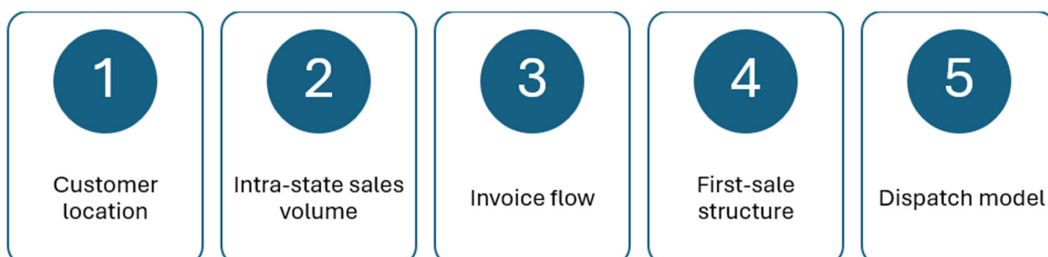 1
Customer
location
2
Intra-state sales
volume
3
Invoice flow
4
First-sale
structure
5
Dispatch model